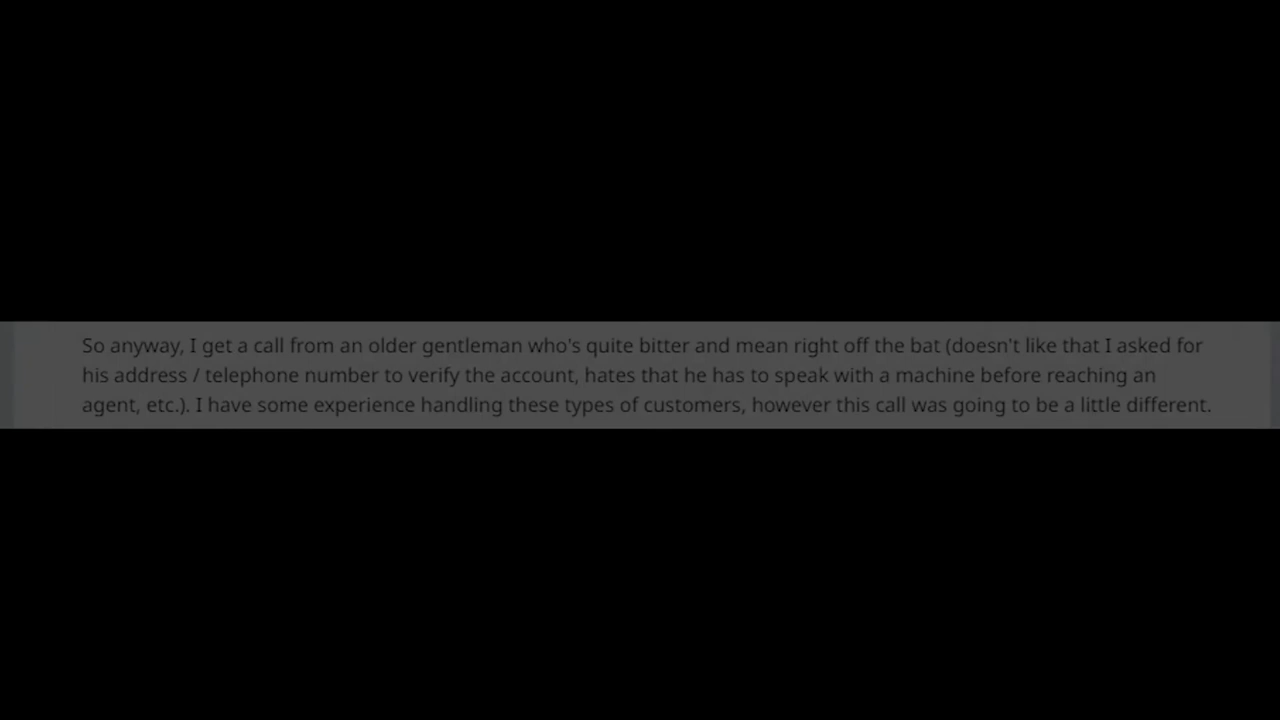 So anyway, I get a call from an older gentleman who's quite bitter and mean right off the bat (doesn't like that I asked for
his address / telephone number to verify the account, hates that he has to speak with a machine before reaching an
agent, etc.). I have some experience handling these types of customers, however this call was going to be a little different.